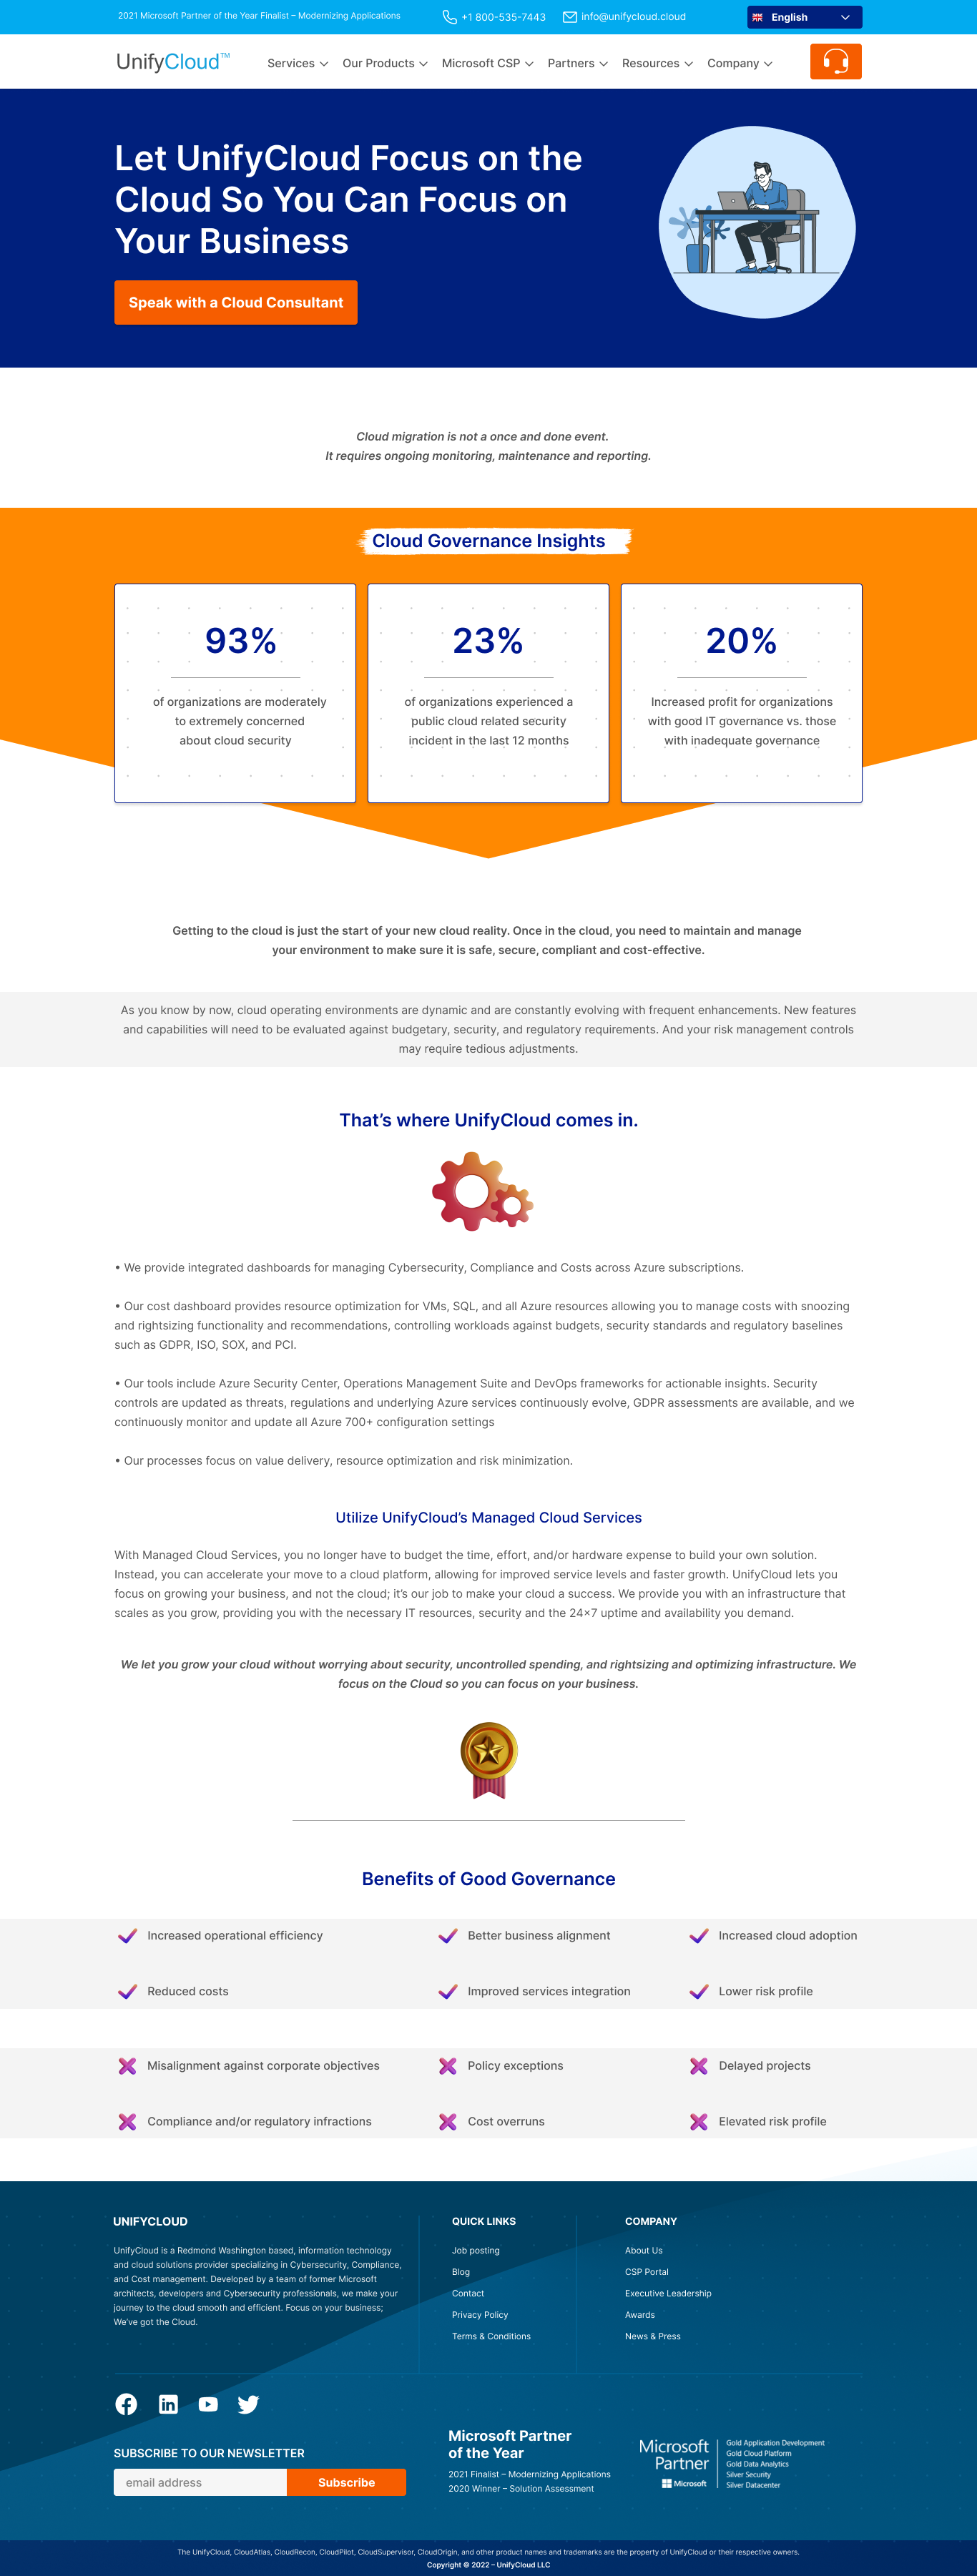 2021 Microsoft Partner of the Year Finalist – Modernizing Applications
+1 800-535-7443
info@unifycloud.cloud
English
UnifyCloud™
Services
Our Products
Microsoft CSP
Partners
Resources
Company
Let UnifyCloud Focus on the
Cloud So You Can Focus on
Your Business
Speak with a Cloud Consultant
Cloud migration is not a once and done event.
It requires ongoing monitoring, maintenance and reporting.
Cloud Governance Insights
93%
of organizations are moderately
to extremely concerned
about cloud security
23%
of organizations experienced a
public cloud related security
incident in the last 12 months
20%
Increased profit for organizations
with good IT governance vs. those
with inadequate governance
Getting to the cloud is just the start of your new cloud reality. Once in the cloud, you need to maintain and manage
your environment to make sure it is safe, secure, compliant and cost-effective.
As you know by now, cloud operating environments are dynamic and are constantly evolving with frequent enhancements. New features
and capabilities will need to be evaluated against budgetary, security, and regulatory requirements. And your risk management controls
may require tedious adjustments.
That’s where UnifyCloud comes in.
• We provide integrated dashboards for managing Cybersecurity, Compliance and Costs across Azure subscriptions.
• Our cost dashboard provides resource optimization for VMs, SQL, and all Azure resources allowing you to manage costs with snoozing
and rightsizing functionality and recommendations, controlling workloads against budgets, security standards and regulatory baselines
such as GDPR, ISO, SOX, and PCI.
• Our tools include Azure Security Center, Operations Management Suite and DevOps frameworks for actionable insights. Security
controls are updated as threats, regulations and underlying Azure services continuously evolve, GDPR assessments are available, and we
continuously monitor and update all Azure 700+ configuration settings
• Our processes focus on value delivery, resource optimization and risk minimization.
Utilize UnifyCloud’s Managed Cloud Services
With Managed Cloud Services, you no longer have to budget the time, effort, and/or hardware expense to build your own solution.
Instead, you can accelerate your move to a cloud platform, allowing for improved service levels and faster growth. UnifyCloud lets you
focus on growing your business, and not the cloud; it’s our job to make your cloud a success. We provide you with an infrastructure that
scales as you grow, providing you with the necessary IT resources, security and the 24×7 uptime and availability you demand.
We let you grow your cloud without worrying about security, uncontrolled spending, and rightsizing and optimizing infrastructure. We
focus on the Cloud so you can focus on your business.
Benefits of Good Governance
Increased operational efficiency
Better business alignment
Increased cloud adoption
Reduced costs
Improved services integration
Lower risk profile
Misalignment against corporate objectives
Policy exceptions
Delayed projects
Compliance and/or regulatory infractions
Cost overruns
Elevated risk profile
UNIFYCLOUD
UnifyCloud is a Redmond Washington based, information technology
and cloud solutions provider specializing in Cybersecurity, Compliance,
and Cost management. Developed by a team of former Microsoft
architects, developers and Cybersecurity professionals, we make your
journey to the cloud smooth and efficient. Focus on your business;
We’ve got the Cloud.
QUICK LINKS
Job posting
Blog
Contact
Privacy Policy
Terms & Conditions
COMPANY
About Us
CSP Portal
Executive Leadership
Awards
News & Press
SUBSCRIBE TO OUR NEWSLETTER
email address
Subscribe
Microsoft Partner
of the Year
2021 Finalist – Modernizing Applications
2020 Winner – Solution Assessment
Microsoft
Partner
Microsoft
Gold Application Development
Gold Cloud Platform
Gold Data Analytics
Silver Security
Silver Datacenter
The UnifyCloud, CloudAtlas, CloudRecon, CloudPilot, CloudSupervisor, CloudOrigin, and other product names and trademarks are the property of UnifyCloud or their respective owners.
Copyright © 2022 – UnifyCloud LLC